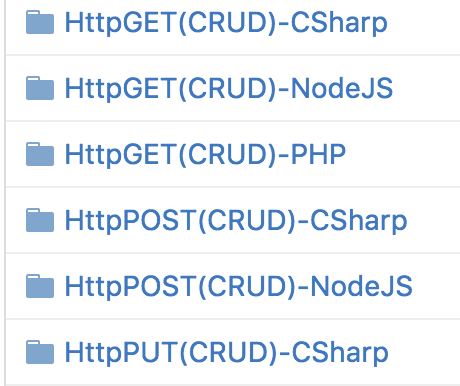 HttpGET(CRUD)-CSharp
HttpGET(CRUD)-NodeJS
HttpGET(CRUD)-PHP
HttpPOST(CRUD)-CSharp
HttpPOST(CRUD)-NodeJS
HttpPUT(CRUD)-CSharp